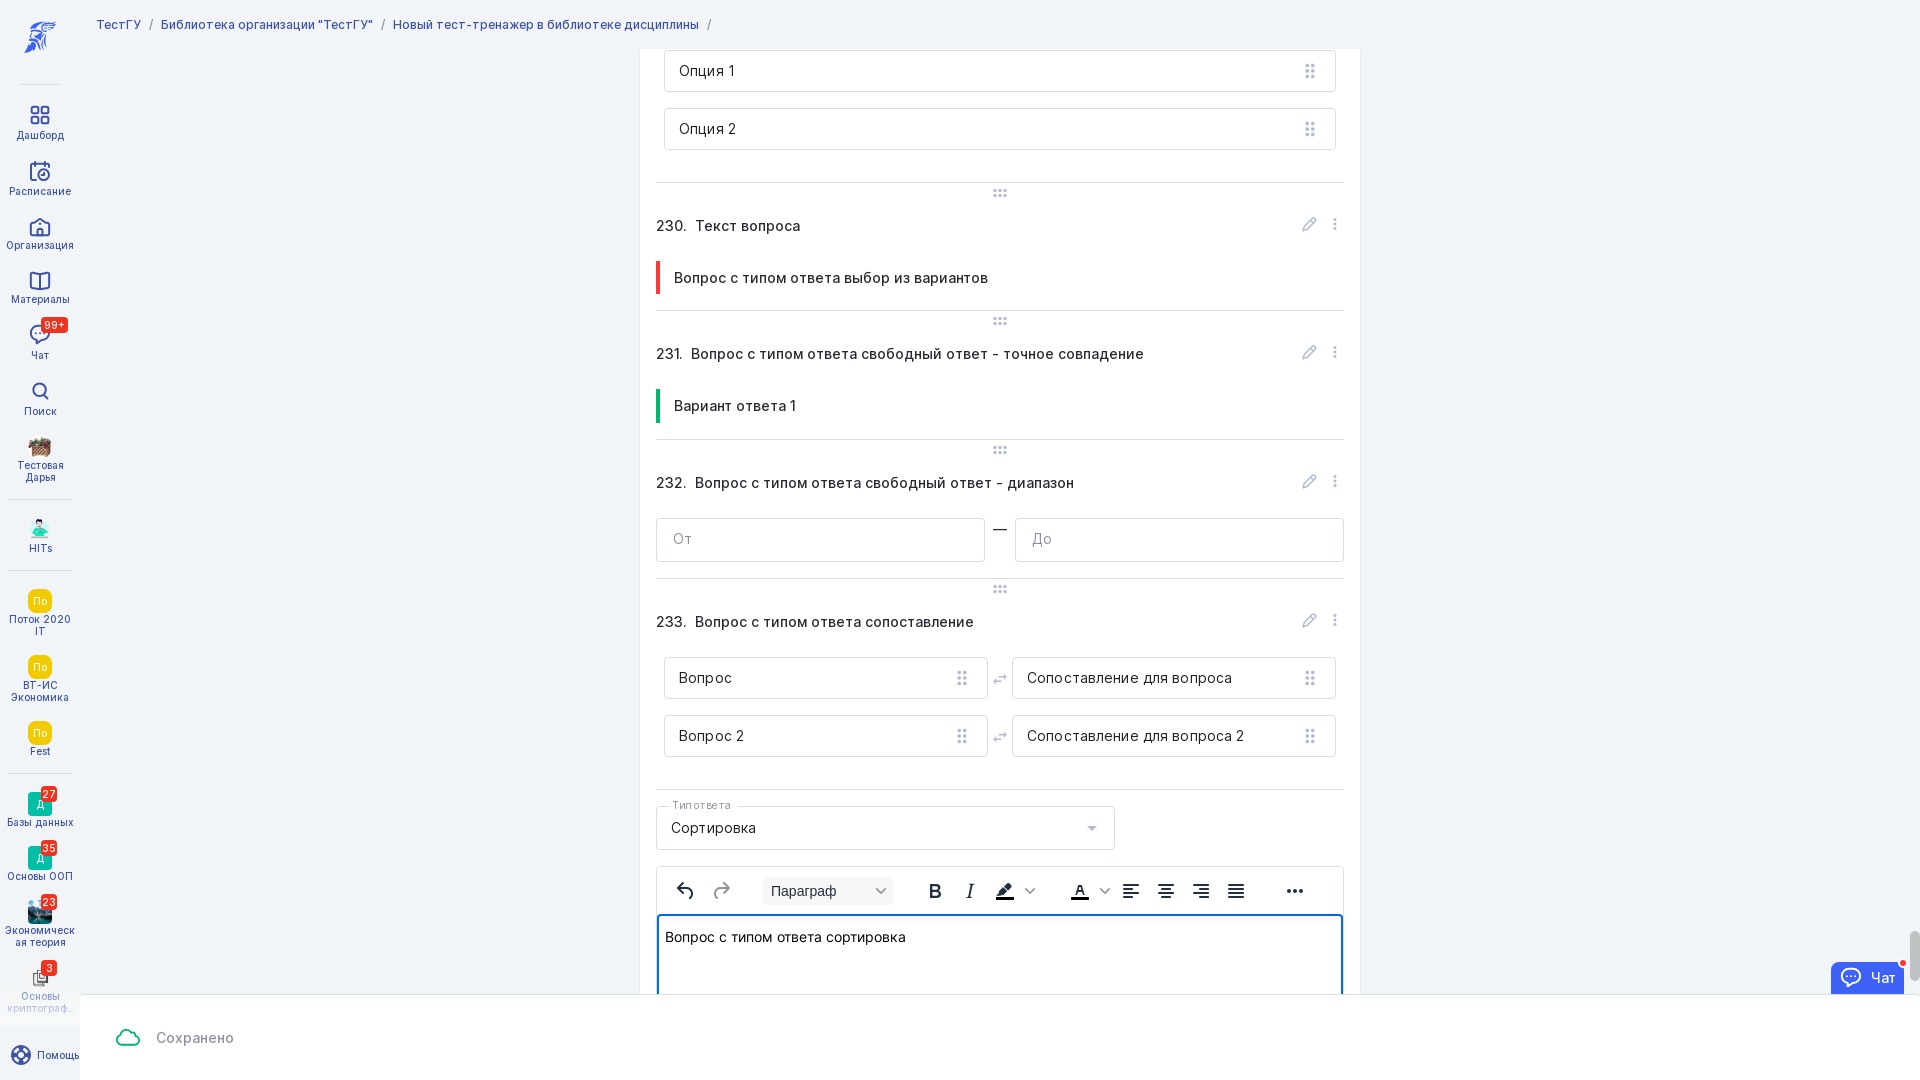 ТестГУ / Библиотека организации "ТестГУ" / Новый тест-тренажер в библиотеке дисциплины /
Дашборд
Расписание
Организация
Материалы
99+
Чат
Поиск
Тестовая
Дарья
HITs
По
Поток 2020
IT
По
ВТ-ИС
Экономика
По
Fest
27
Д
Базы данных
35
Д
Основы ООП
23
Экономическ
ая теория
3
Основы
криптограф...
Помощь
Опция 1
Опция 2
230. Текст вопроса
Вопрос с типом ответа выбор из вариантов
231. Вопрос с типом ответа свободный ответ - точное совпадение
Вариант ответа 1
232. Вопрос с типом ответа свободный ответ - диапазон
От — До
233. Вопрос с типом ответа сопоставление
Вопрос Сопоставление для вопроса
Вопрос 2 Сопоставление для вопроса 2
Тип ответа
Сортировка
Параграф
Вопрос с типом ответа сортировка
Чат
Сохранено